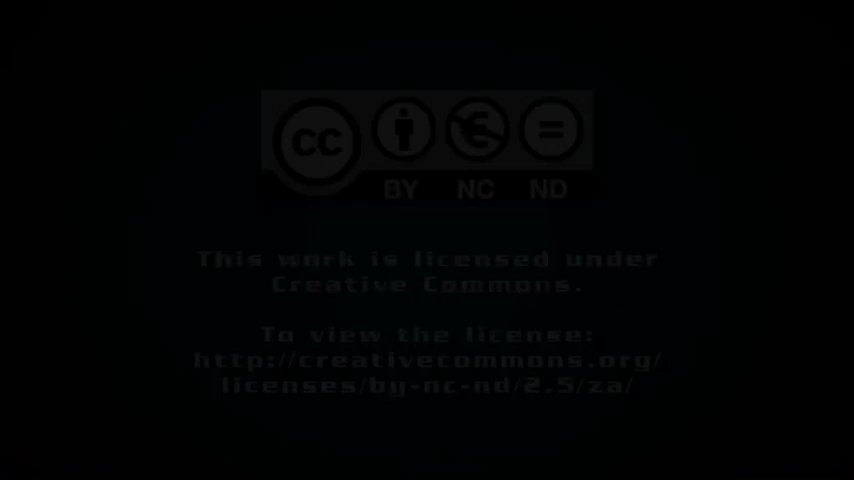 cc
BY NC ND
This work is licensed under
Creative Commons.
To view the license:
http://creativecommons.org/
licenses/by-nc-nd/2.5/za/